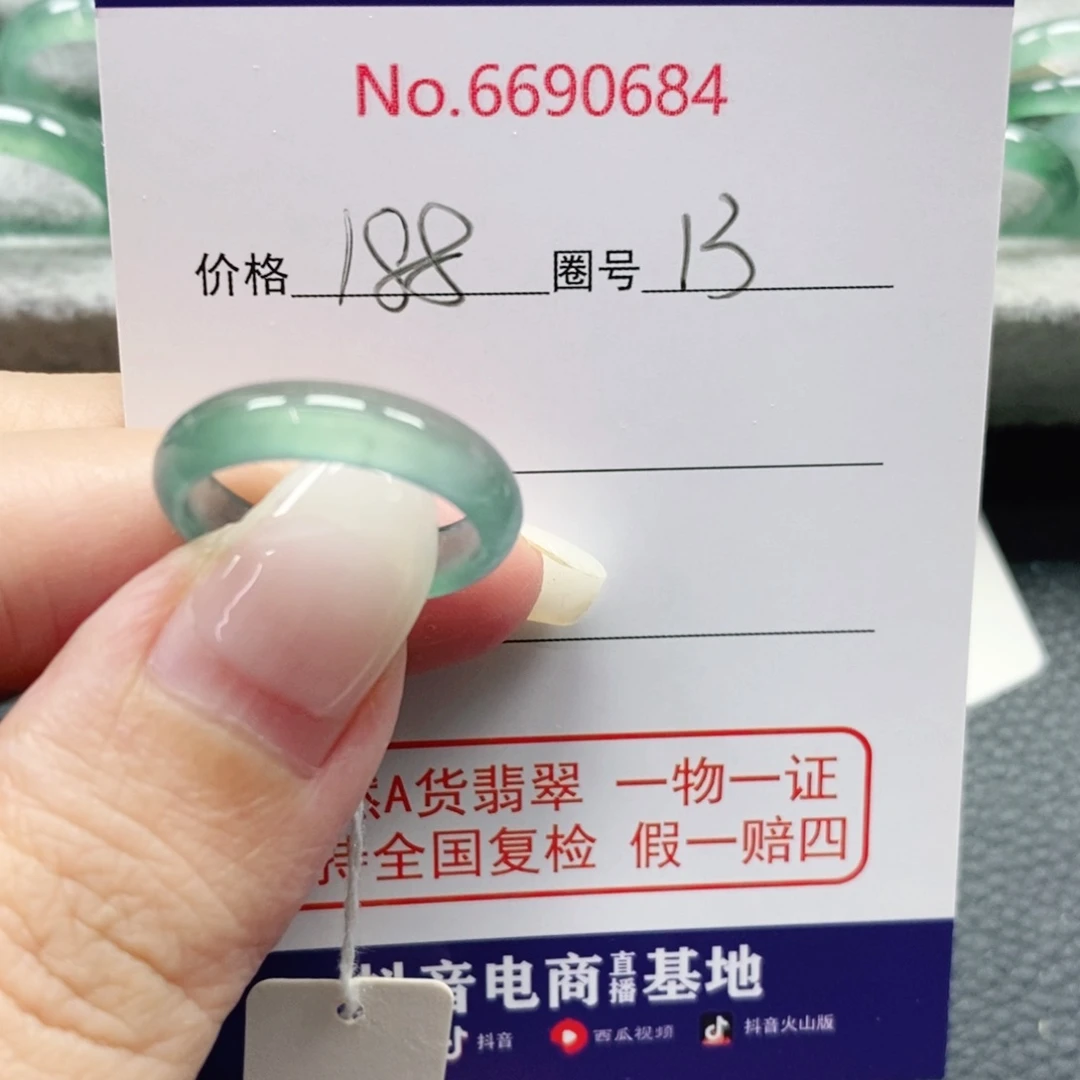 No.6690684
价格 188 圈号 13
A货翡翠 一物一证
全国复检 假一赔四
抖音电商直播基地
抖音 西瓜视频 抖音火山版